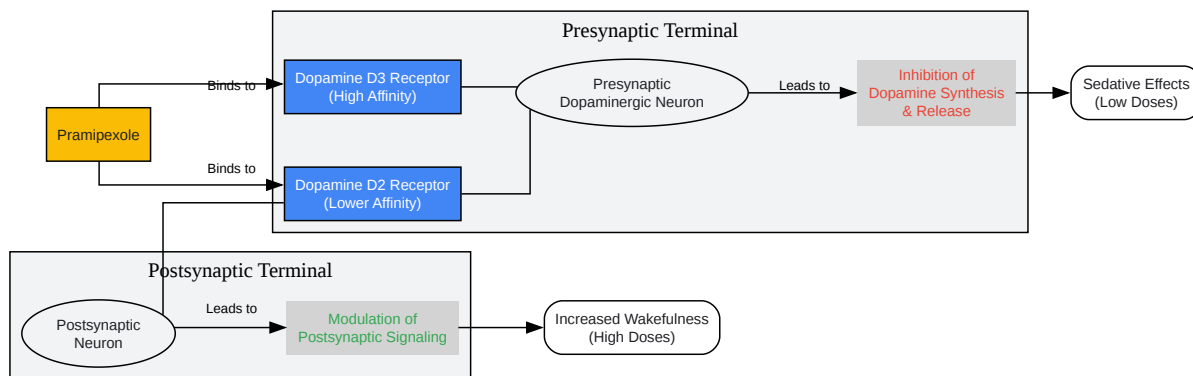 Presynaptic Terminal
Binds to
Dopamine D3 Receptor
(High Affinity)
Presynaptic
Dopaminergic Neuron
Leads to
Inhibition of
Dopamine Synthesis
& Release
Sedative Effects
(Low Doses)
Pramipexole
Binds to
Dopamine D2 Receptor
(Lower Affinity)
Postsynaptic Terminal
Postsynaptic
Neuron
Leads to
Modulation of
Postsynaptic Signaling
Increased Wakefulness
(High Doses)